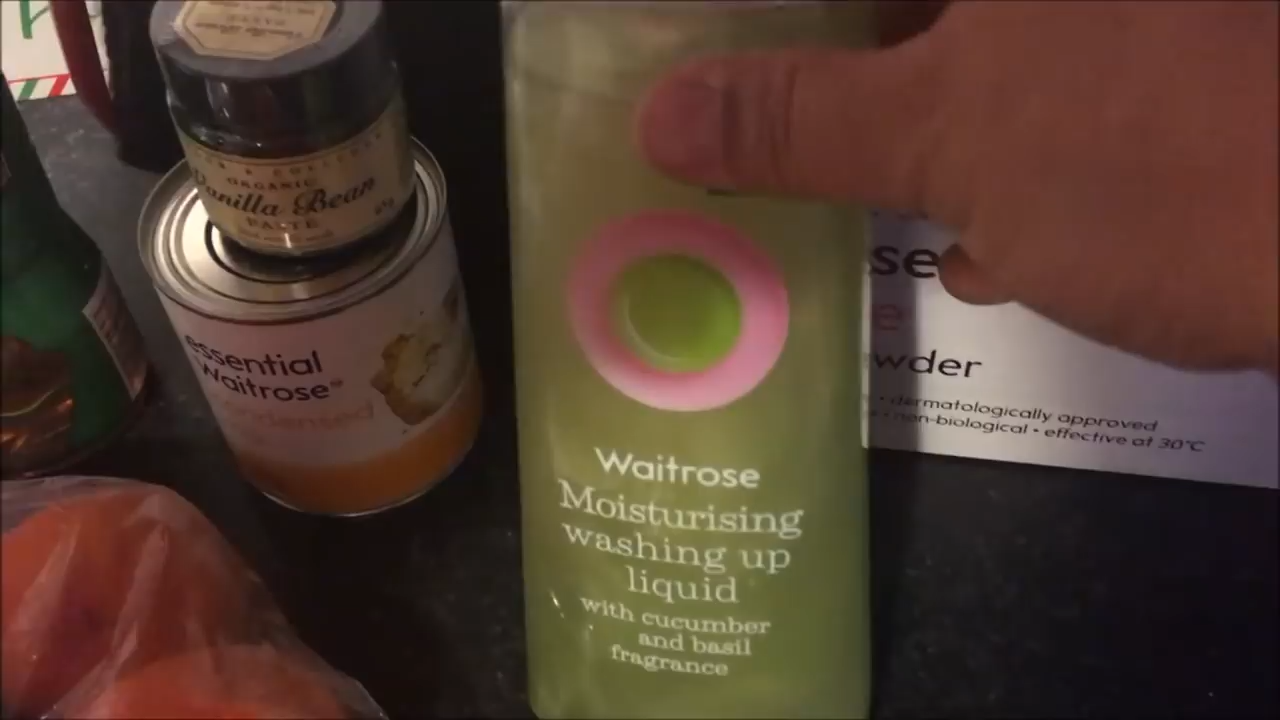 ORGANIC
Vanilla Bean
PASTE
essential
Waitrose
Waitrose
Moisturising
washing up
liquid
with cucumber
and basil
fragrance
se
e
wder
• dermatologically approved
• non-biological • effective at 30°C